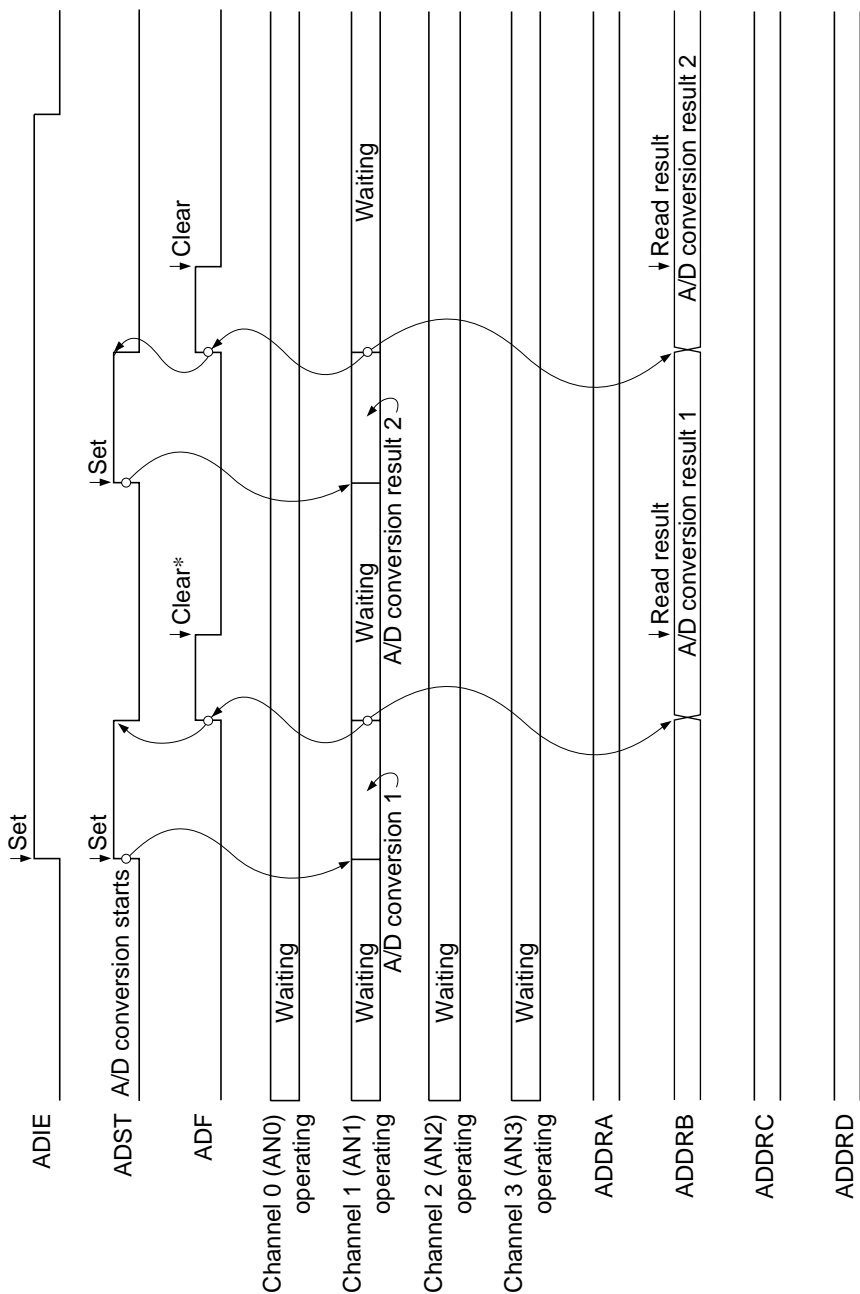 ADIE
Set
ADST
A/D conversion starts
Set
Set
ADF
Clear*
Clear
Channel 0 (AN0)
operating
Waiting
Channel 1 (AN1)
operating
Waiting
A/D conversion 1
Waiting
A/D conversion result 2
Waiting
Channel 2 (AN2)
operating
Waiting
Channel 3 (AN3)
operating
Waiting
ADDRA
ADDRB
Read result
A/D conversion result 1
Read result
A/D conversion result 2
ADDRC
ADDRD